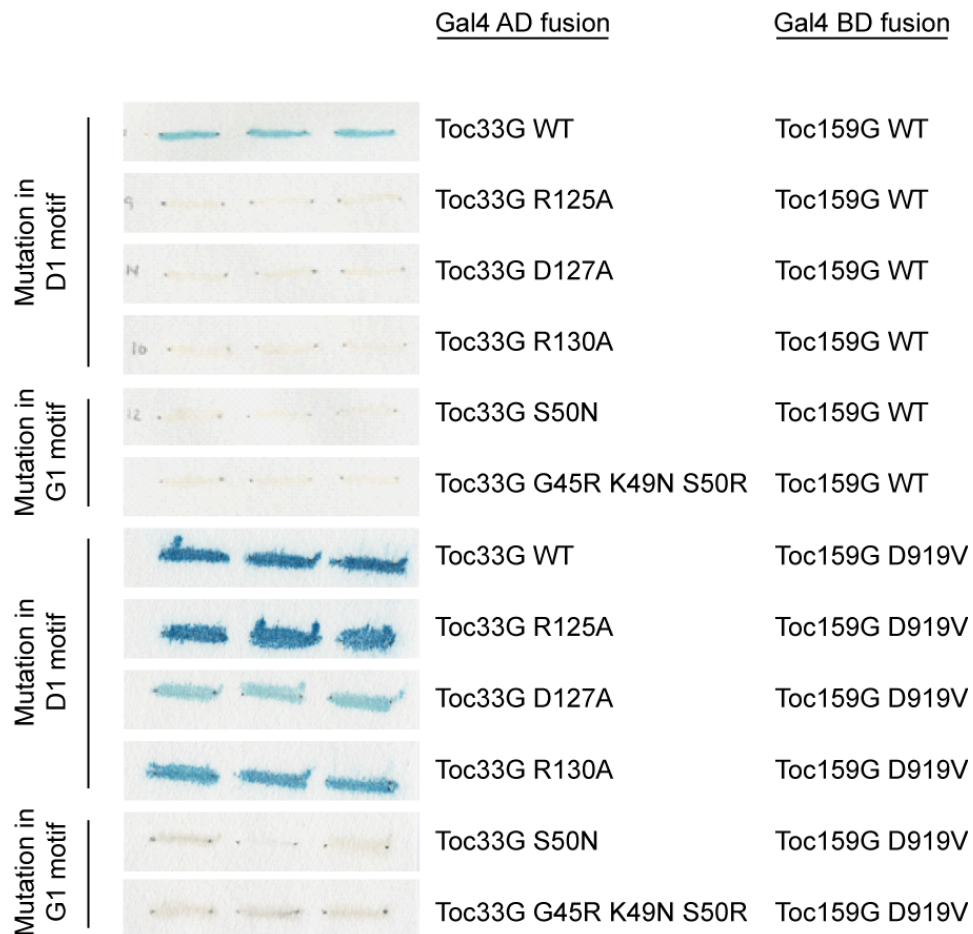 Gal4 AD fusion Gal4 BD fusion
Mutation in
D1 motif
Toc33G WT Toc159G WT
9 Toc33G R125A Toc159G WT
Toc33G D127A Toc159G WT
10 Toc33G R130A Toc159G WT
Mutation in
G1 motif
12 Toc33G S50N Toc159G WT
Toc33G G45R K49N S50R Toc159G WT
Mutation in
D1 motif
Toc33G WT Toc159G D919V
Toc33G R125A Toc159G D919V
Toc33G D127A Toc159G D919V
Toc33G R130A Toc159G D919V
Mutation in
G1 motif
Toc33G S50N Toc159G D919V
Toc33G G45R K49N S50R Toc159G D919V